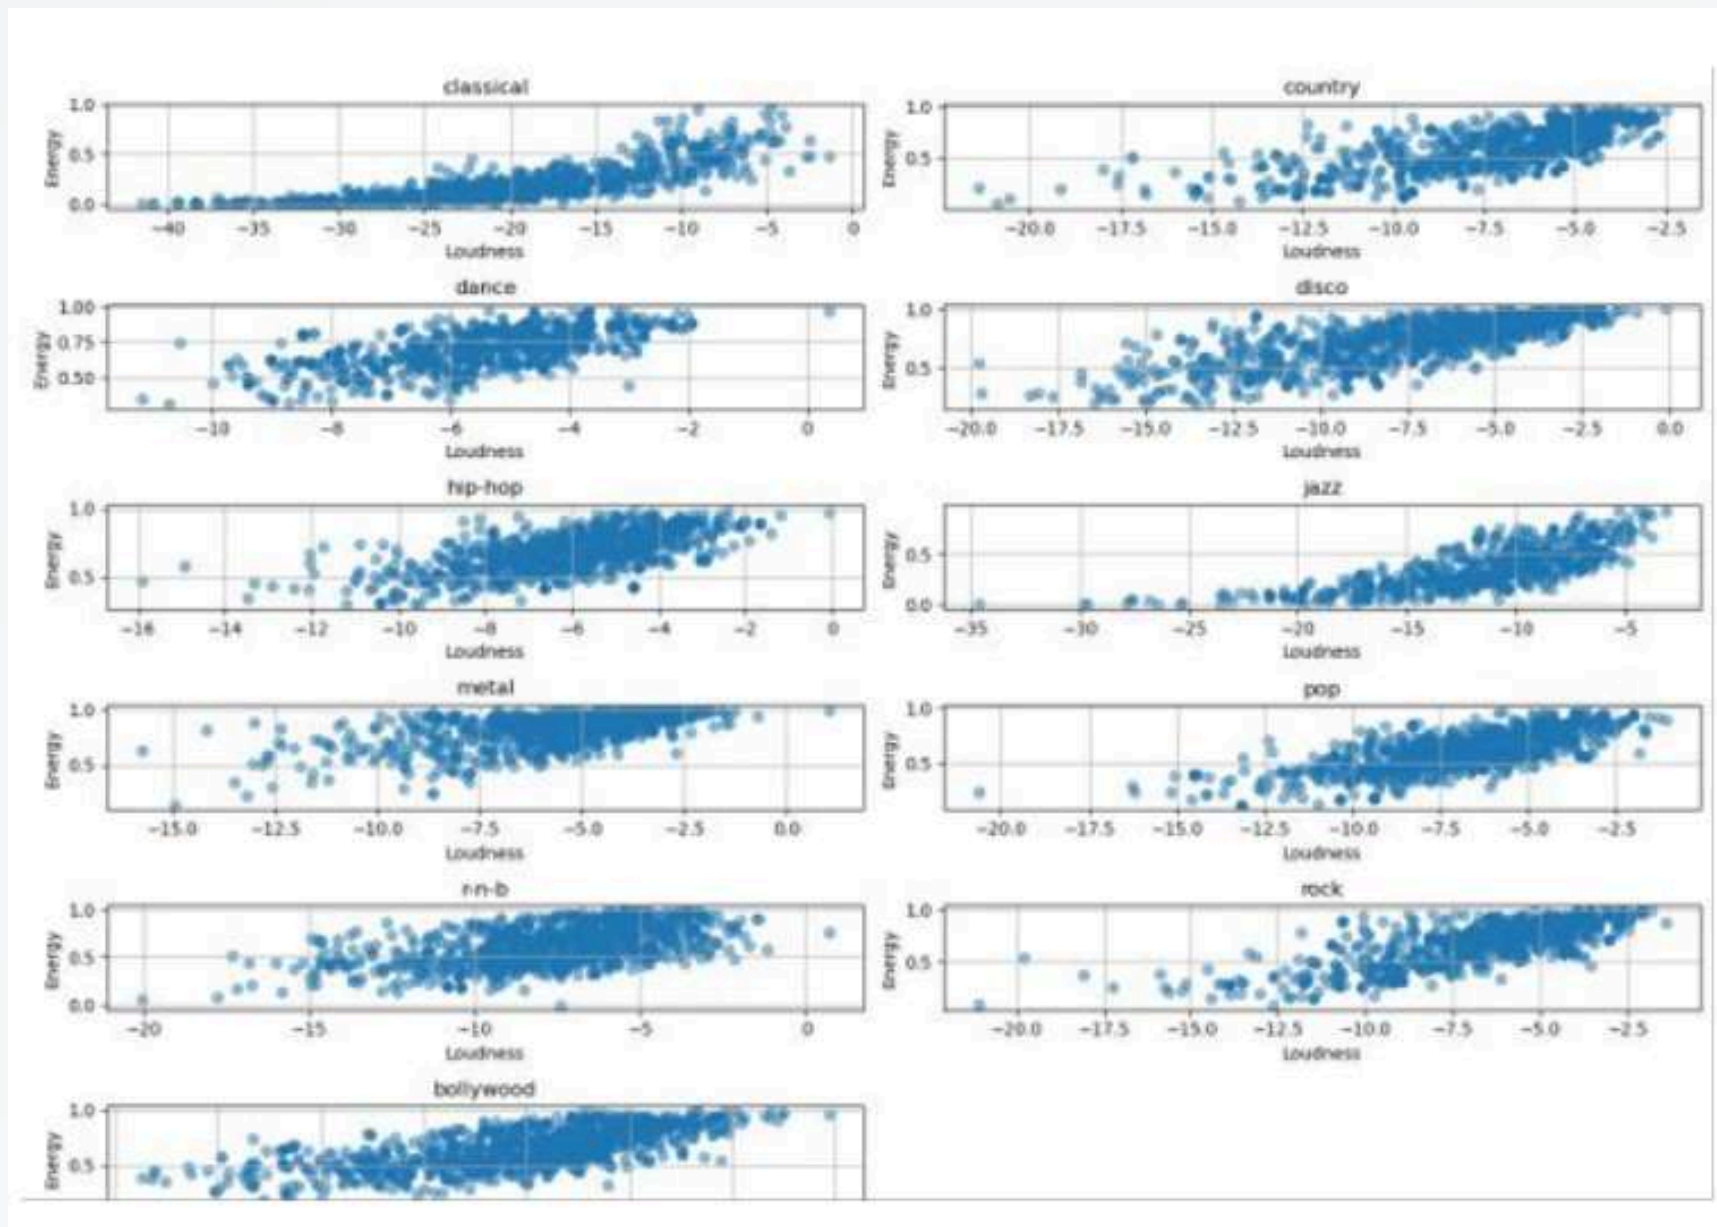 classical
country
1.0
0.5
0.0
Energy
−40 −35 −30 −25 −20 −15 −10 −5 0
Loudness
1.0
0.5
Energy
−20.0 −17.5 −15.0 −12.5 −10.0 −7.5 −5.0 −2.5
Loudness
dance
disco
1.00
0.75
0.50
Energy
−10 −8 −6 −4 −2 0
Loudness
1.0
0.5
Energy
−20.0 −17.5 −15.0 −12.5 −10.0 −7.5 −5.0 −2.5 0.0
Loudness
hip-hop
jazz
1.0
0.5
Energy
−16 −14 −12 −10 −8 −6 −4 −2 0
Loudness
0.5
0.0
Energy
−35 −30 −25 −20 −15 −10 −5
Loudness
metal
pop
1.0
0.5
Energy
−15.0 −12.5 −10.0 −7.5 −5.0 −2.5 0.0
Loudness
1.0
0.5
Energy
−20.0 −17.5 −15.0 −12.5 −10.0 −7.5 −5.0 −2.5
Loudness
r-n-b
rock
1.0
0.5
0.0
Energy
−20 −15 −10 −5 0
Loudness
1.0
0.5
Energy
−20.0 −17.5 −15.0 −12.5 −10.0 −7.5 −5.0 −2.5
Loudness
bollywood
1.0
0.5
Energy